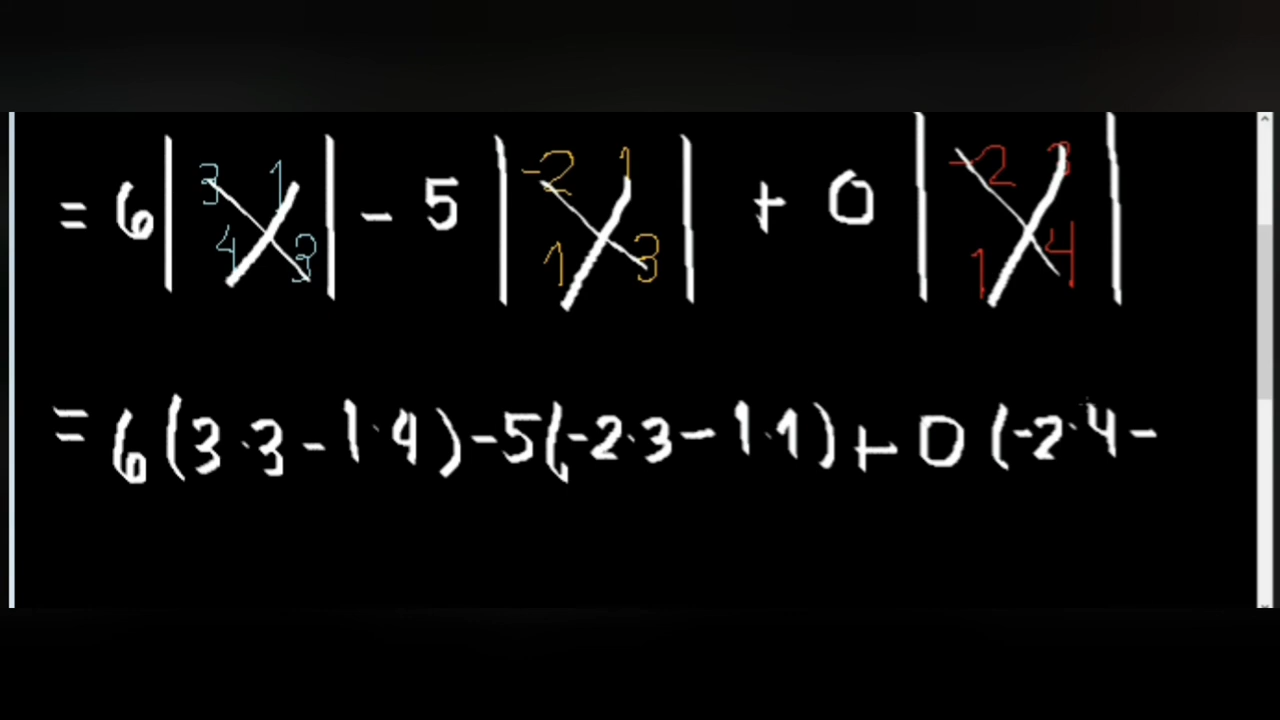 = 6 | 3 1 | - 5 | -2 1 | + 0 | -2 3 |
4 3 1 3 1 4
= 6 (3·3 - 1·4) - 5(-2·3 - 1·1) + 0 (-2·4 -